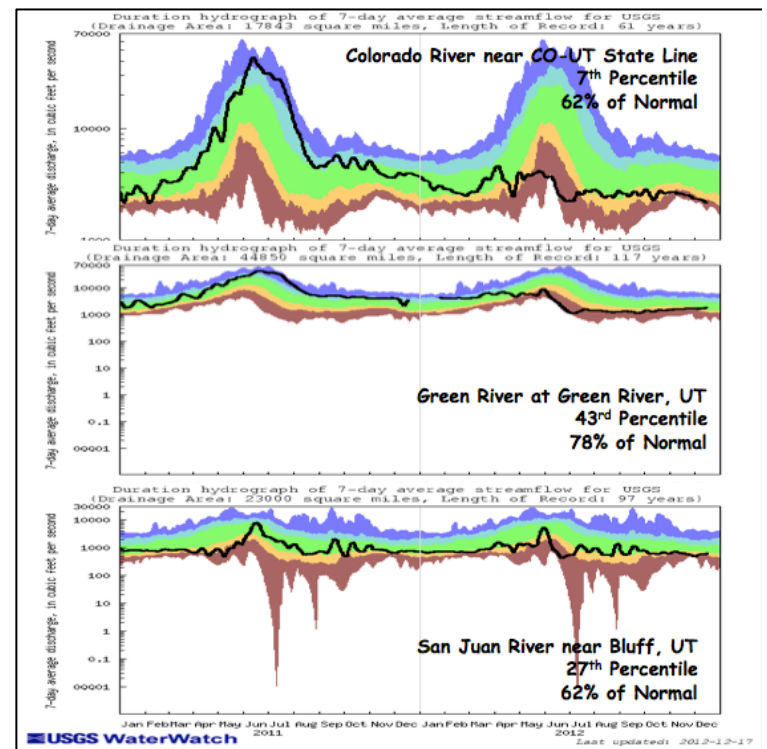 Duration hydrograph of 7-day average streamflow for USGS
(Drainage Area: 17843 square miles, Length of Record: 61 years)
70000
Colorado River near CO-UT State Line
7th Percentile
62% of Normal
10000
7-day average discharge, in cubic feet per second
1000
Duration hydrograph of 7-day average streamflow for USGS
(Drainage Area: 44850 square miles, Length of Record: 117 years)
70000
10000
1000
100
10
1
0.1
00001
7-day average discharge, in cubic feet per second
Green River at Green River, UT
43rd Percentile
78% of Normal
Duration hydrograph of 7-day average streamflow for USGS
(Drainage Area: 23000 square miles, Length of Record: 97 years)
30000
10000
1000
100
10
1
0.1
00001
7-day average discharge, in cubic feet per second
San Juan River near Bluff, UT
27th Percentile
62% of Normal
Jan Feb Mar Apr May Jun Jul Aug Sep Oct Nov Dec Jan Feb Mar Apr May Jun Jul Aug Sep Oct Nov Dec
2011 2012
USGS WaterWatch
Last updated: 2012-12-17